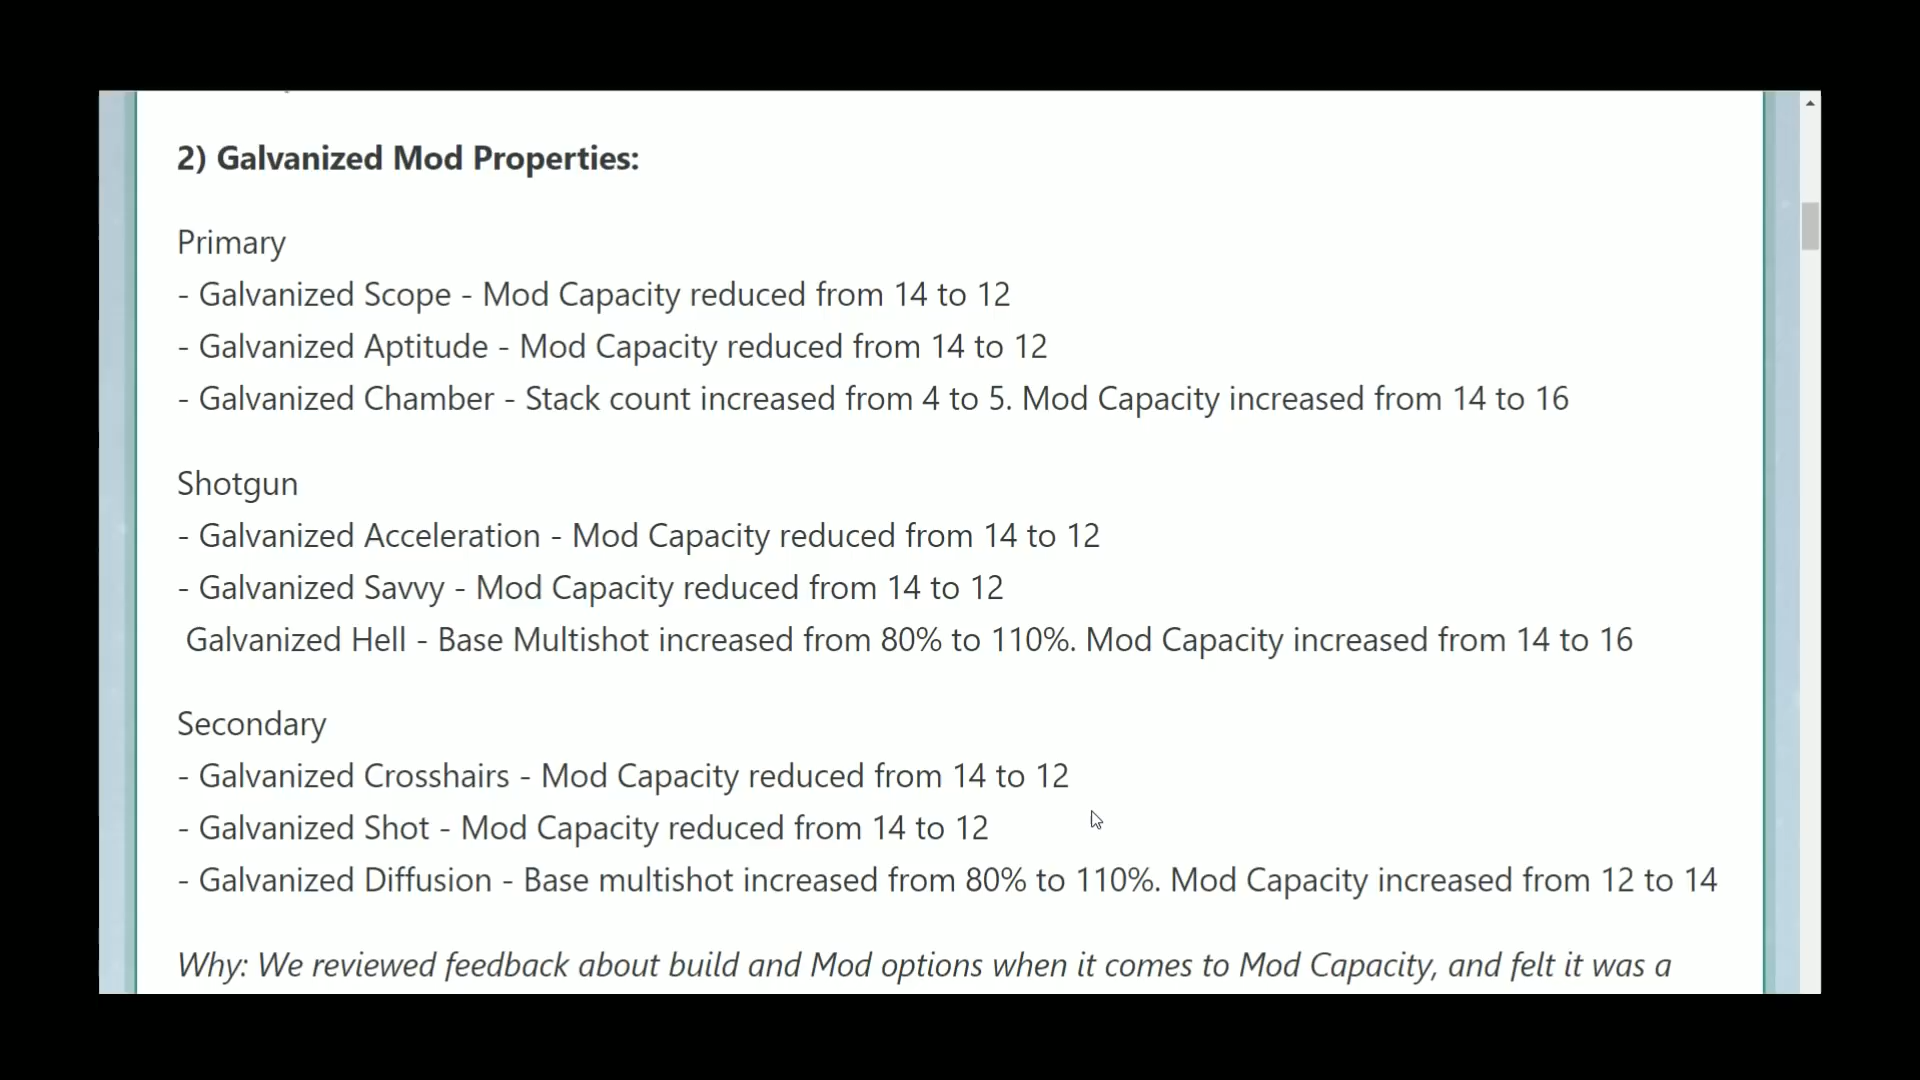 2) Galvanized Mod Properties:
Primary
- Galvanized Scope - Mod Capacity reduced from 14 to 12
- Galvanized Aptitude - Mod Capacity reduced from 14 to 12
- Galvanized Chamber - Stack count increased from 4 to 5. Mod Capacity increased from 14 to 16
Shotgun
- Galvanized Acceleration - Mod Capacity reduced from 14 to 12
- Galvanized Savvy - Mod Capacity reduced from 14 to 12
Galvanized Hell - Base Multishot increased from 80% to 110%. Mod Capacity increased from 14 to 16
Secondary
- Galvanized Crosshairs - Mod Capacity reduced from 14 to 12
- Galvanized Shot - Mod Capacity reduced from 14 to 12
- Galvanized Diffusion - Base multishot increased from 80% to 110%. Mod Capacity increased from 12 to 14
Why: We reviewed feedback about build and Mod options when it comes to Mod Capacity, and felt it was a